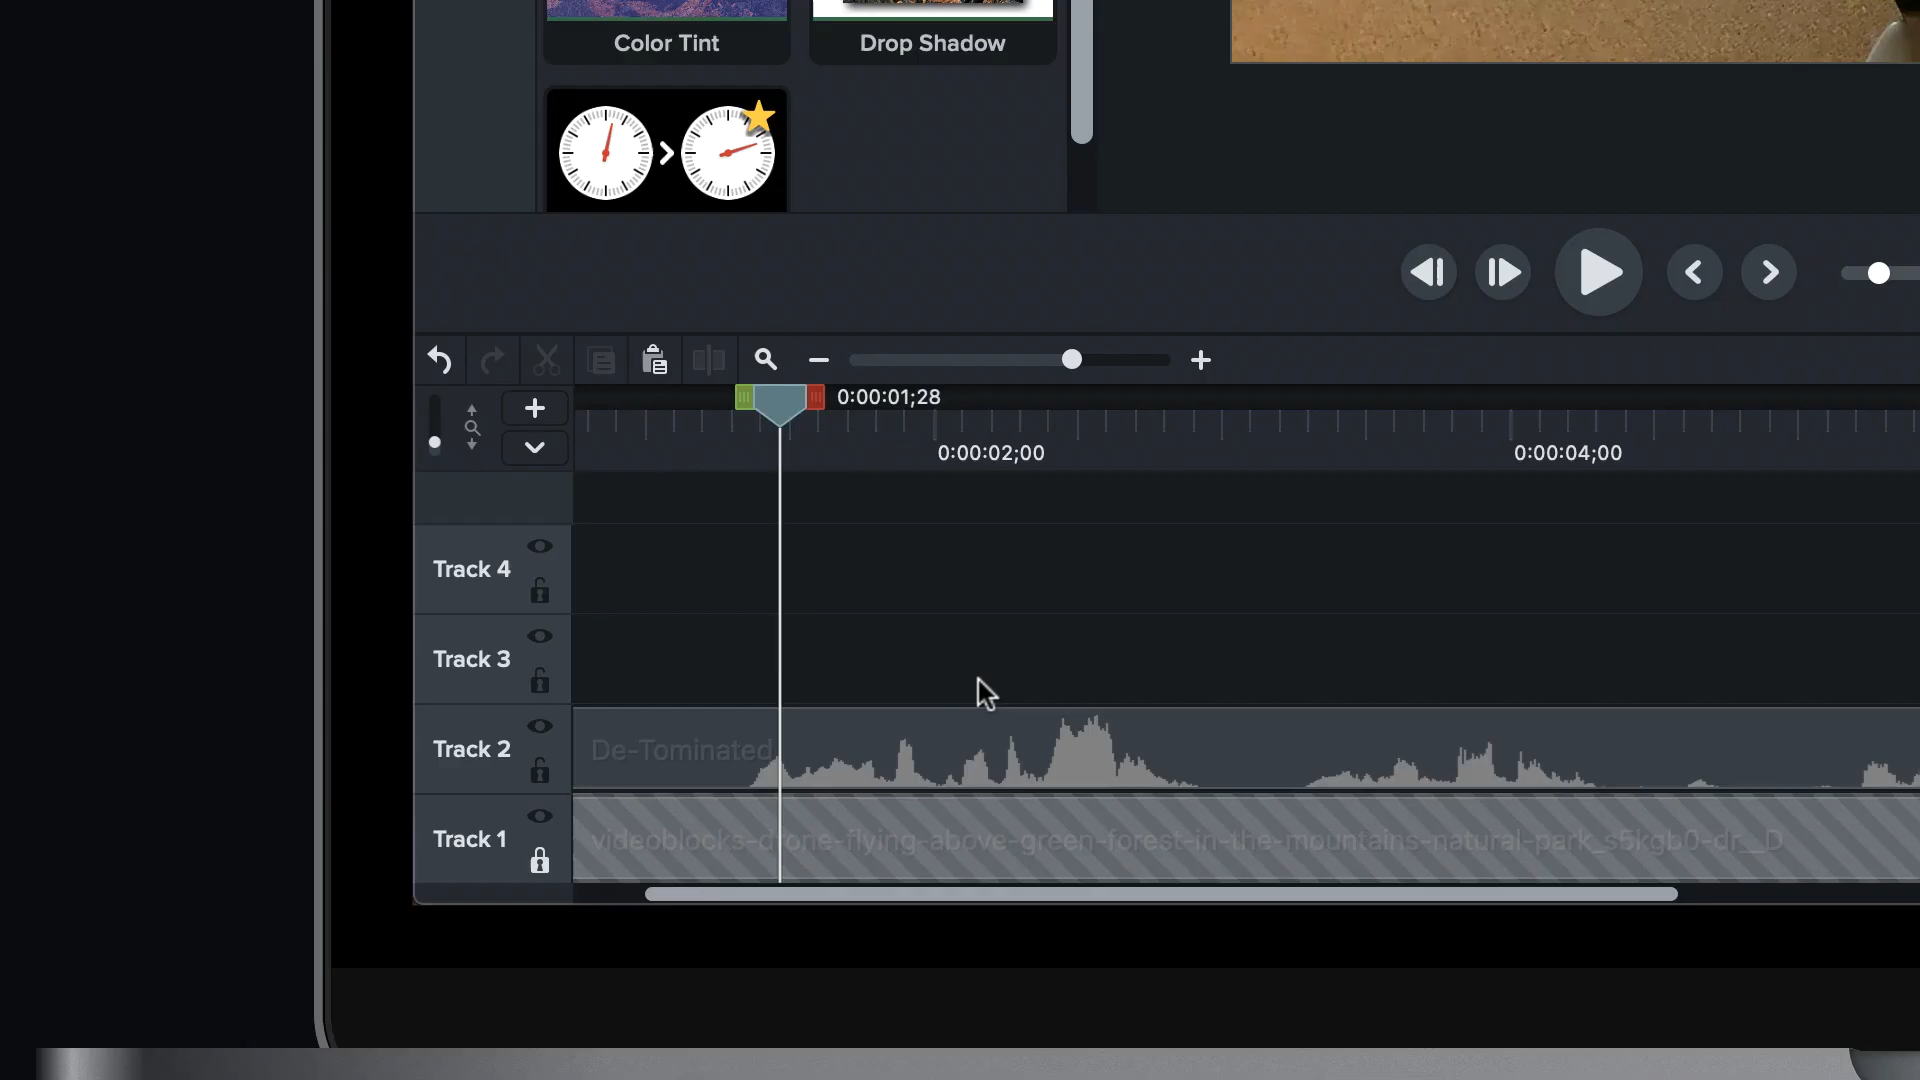 Color Tint
Drop Shadow
0:00:01;28
0:00:02;00
0:00:04;00
Track 4
Track 3
Track 2
De-Tominated
Track 1
videoblocks-drone-flying-above-green-forest-in-the-mountains-natural-park_s5kgb0-dr__D